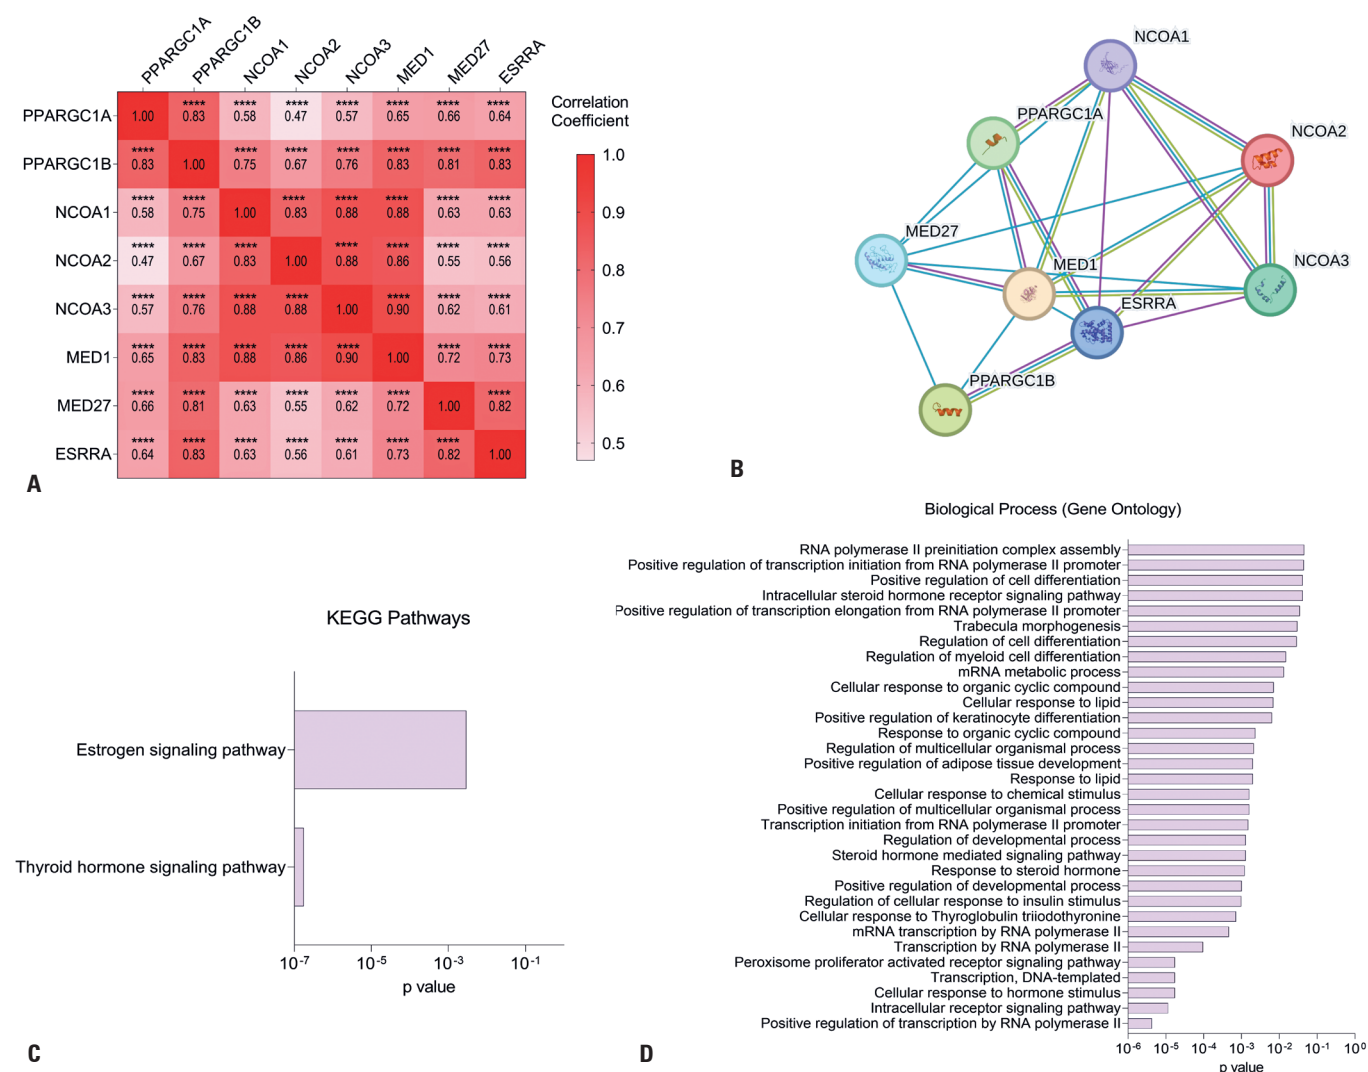 PPARGC1A PPARGC1B NCOA1 NCOA2 NCOA3 MED1 MED27 ESRRA
Correlation
Coefficient
**** **** **** **** **** **** ****
PPARGC1A 1.00 0.83 0.58 0.47 0.57 0.65 0.66 0.64
**** **** **** **** **** **** ****
PPARGC1B 0.83 1.00 0.75 0.67 0.76 0.83 0.81 0.83
**** **** **** **** **** **** ****
NCOA1 0.58 0.75 1.00 0.83 0.88 0.88 0.63 0.63
**** **** **** **** **** **** ****
NCOA2 0.47 0.67 0.83 1.00 0.88 0.86 0.55 0.56
**** **** **** **** **** **** ****
NCOA3 0.57 0.76 0.88 0.88 1.00 0.90 0.62 0.61
**** **** **** **** **** **** ****
MED1 0.65 0.83 0.88 0.86 0.90 1.00 0.72 0.73
**** **** **** **** **** **** ****
MED27 0.66 0.81 0.63 0.55 0.62 0.72 1.00 0.82
**** **** **** **** **** **** ****
ESRRA 0.64 0.83 0.63 0.56 0.61 0.73 0.82 1.00
1.0
0.9
0.8
0.7
0.6
0.5
A
NCOA1
PPARGC1A
NCOA2
MED27
MED1
NCOA3
ESRRA
PPARGC1B
B
KEGG Pathways
Estrogen signaling pathway
Thyroid hormone signaling pathway
10-7 10-5 10-3 10-1
p value
C
Biological Process (Gene Ontology)
RNA polymerase II preinitiation complex assembly
Positive regulation of transcription initiation from RNA polymerase II promoter
Positive regulation of cell differentiation
Intracellular steroid hormone receptor signaling pathway
Positive regulation of transcription elongation from RNA polymerase II promoter
Trabecula morphogenesis
Regulation of cell differentiation
Regulation of myeloid cell differentiation
mRNA metabolic process
Cellular response to organic cyclic compound
Cellular response to lipid
Positive regulation of keratinocyte differentiation
Response to organic cyclic compound
Regulation of multicellular organismal process
Positive regulation of adipose tissue development
Response to lipid
Cellular response to chemical stimulus
Positive regulation of multicellular organismal process
Transcription initiation from RNA polymerase II promoter
Regulation of developmental process
Steroid hormone mediated signaling pathway
Response to steroid hormone
Positive regulation of developmental process
Regulation of cellular response to insulin stimulus
Cellular response to Thyroglobulin triiodothyronine
mRNA transcription by RNA polymerase II
Transcription by RNA polymerase II
Peroxisome proliferator activated receptor signaling pathway
Transcription, DNA-templated
Cellular response to hormone stimulus
Intracellular receptor signaling pathway
Positive regulation of transcription by RNA polymerase II
10-6 10-5 10-4 10-3 10-2 10-1 100
p value
D